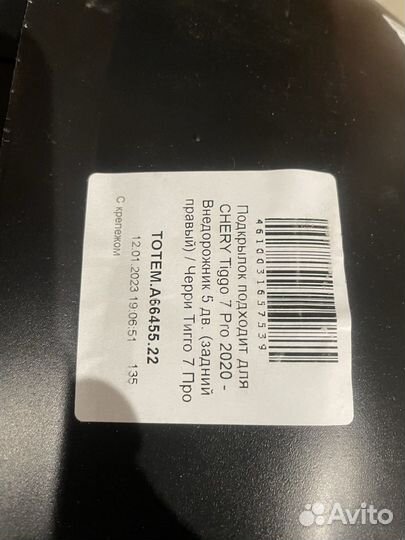 4610031657539
Подкрылок подходит для
CHERY Tiggo 7 Pro 2020 -
Внедорожник 5 дв. (задний
правый) / Черри Тигго 7 Про
TOTEM.A66455.22
12.01.2023 19:06:51 135
С крепежом
Avito